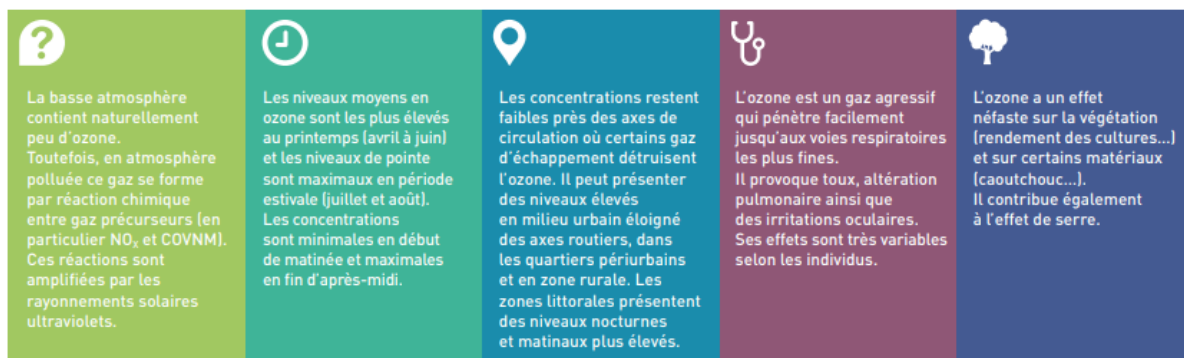 La basse atmosphère
contient naturellement
peu d'ozone.
Toutefois, en atmosphère
polluée ce gaz se forme
par réaction chimique
entre gaz précurseurs (en
particulier NOx et COVNM).
Ces réactions sont
amplifiées par les
rayonnements solaires
ultraviolets.
Les niveaux moyens en
ozone sont les plus élevés
au printemps (avril à juin)
et les niveaux de pointe
sont maximaux en période
estivale (juillet et août).
Les concentrations
sont minimales en début
de matinée et maximales
en fin d'après-midi.
Les concentrations restent
faibles près des axes de
circulation où certains gaz
d'échappement détruisent
l'ozone. Il peut présenter
des niveaux élevés
en milieu urbain éloigné
des axes routiers, dans
les quartiers périurbains
et en zone rurale. Les
zones littorales présentent
des niveaux nocturnes
et matinaux plus élevés.
L'ozone est un gaz agressif
qui pénètre facilement
jusqu'aux voies respiratoires
les plus fines.
Il provoque toux, altération
pulmonaire ainsi que
des irritations oculaires.
Ses effets sont très variables
selon les individus.
L'ozone a un effet
néfaste sur la végétation
(rendement des cultures...)
et sur certains matériaux
(caoutchouc...).
Il contribue également
à l'effet de serre.